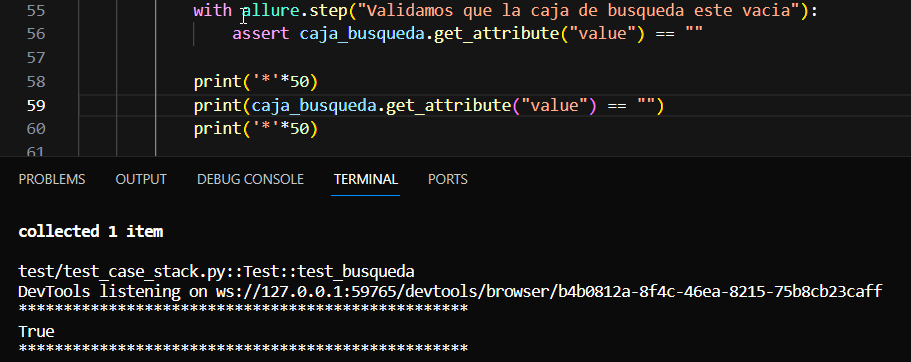 55 with allure.step("Validamos que la caja de busqueda este vacia"):
56 assert caja_busqueda.get_attribute("value") == ""
57
58 print('*'*50)
59 print(caja_busqueda.get_attribute("value") == "")
60 print('*'*50)
61
PROBLEMS OUTPUT DEBUG CONSOLE TERMINAL PORTS
collected 1 item
test/test_case_stack.py::Test::test_busqueda
DevTools listening on ws://127.0.0.1:59765/devtools/browser/b4b0812a-8f4c-46ea-8215-75b8cb23caff
**************************************************
True
**************************************************